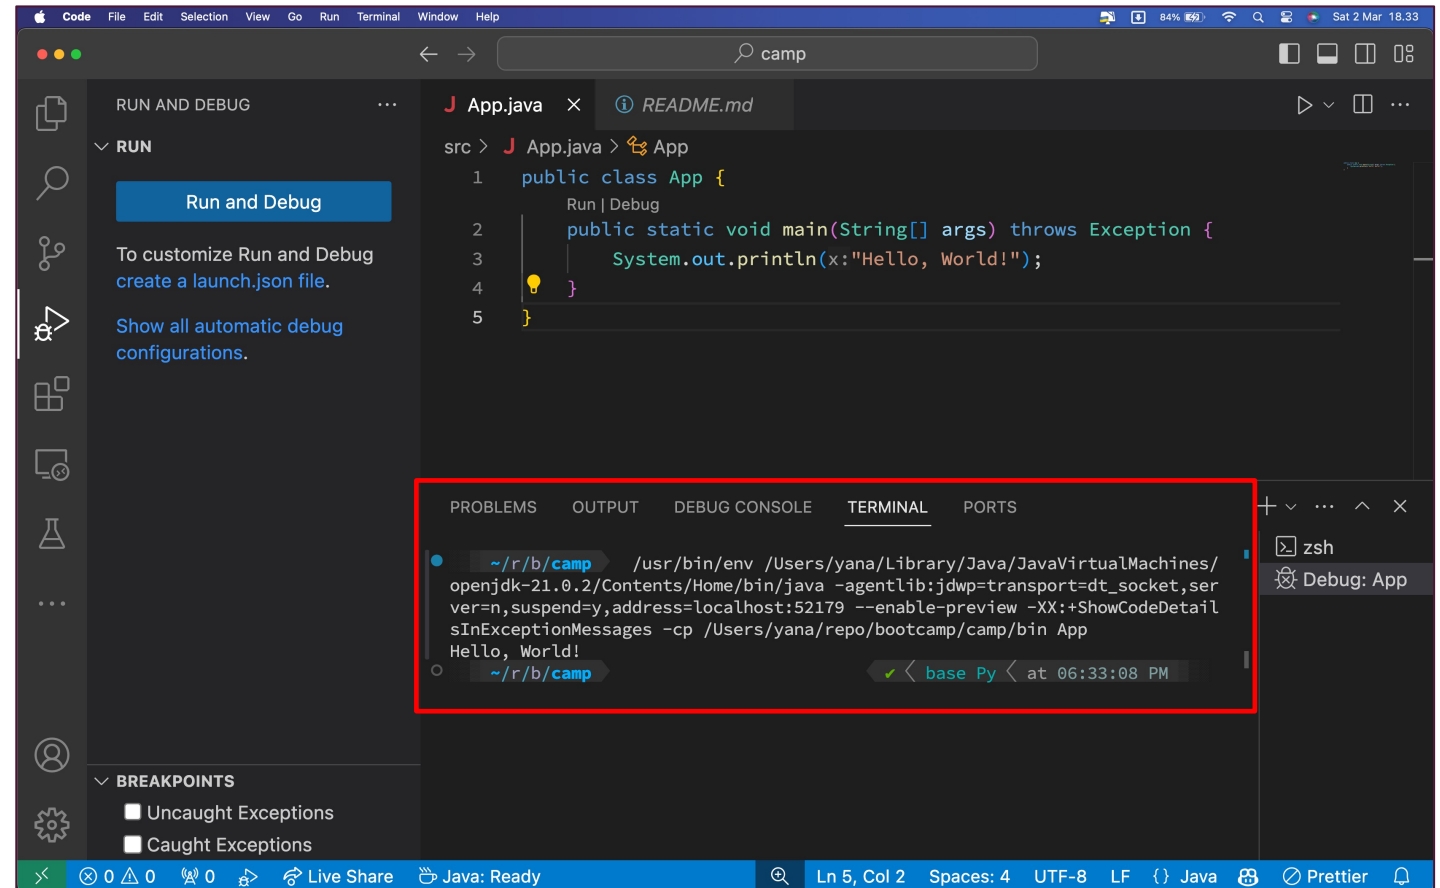 Code File Edit Selection View Go Run Terminal Window Help 84% Sat 2 Mar 18.33
camp
RUN AND DEBUG
RUN
Run and Debug
To customize Run and Debug
create a launch.json file.
Show all automatic debug
configurations.
App.java README.md
src > App.java > App
1 public class App {
Run | Debug
2 public static void main(String[] args) throws Exception {
3 System.out.println(x:"Hello, World!");
4 }
5 }
PROBLEMS OUTPUT DEBUG CONSOLE TERMINAL PORTS
~/r/b/camp /usr/bin/env /Users/yana/Library/Java/JavaVirtualMachines/
openjdk-21.0.2/Contents/Home/bin/java -agentlib:jdwp=transport=dt_socket,ser
ver=n,suspend=y,address=localhost:52179 --enable-preview -XX:+ShowCodeDetail
sInExceptionMessages -cp /Users/yana/repo/bootcamp/camp/bin App
Hello, World!
~/r/b/camp ✔ base Py at 06:33:08 PM
zsh
Debug: App
BREAKPOINTS
Uncaught Exceptions
Caught Exceptions
0 0 0 Live Share Java: Ready Ln 5, Col 2 Spaces: 4 UTF-8 LF {} Java Prettier